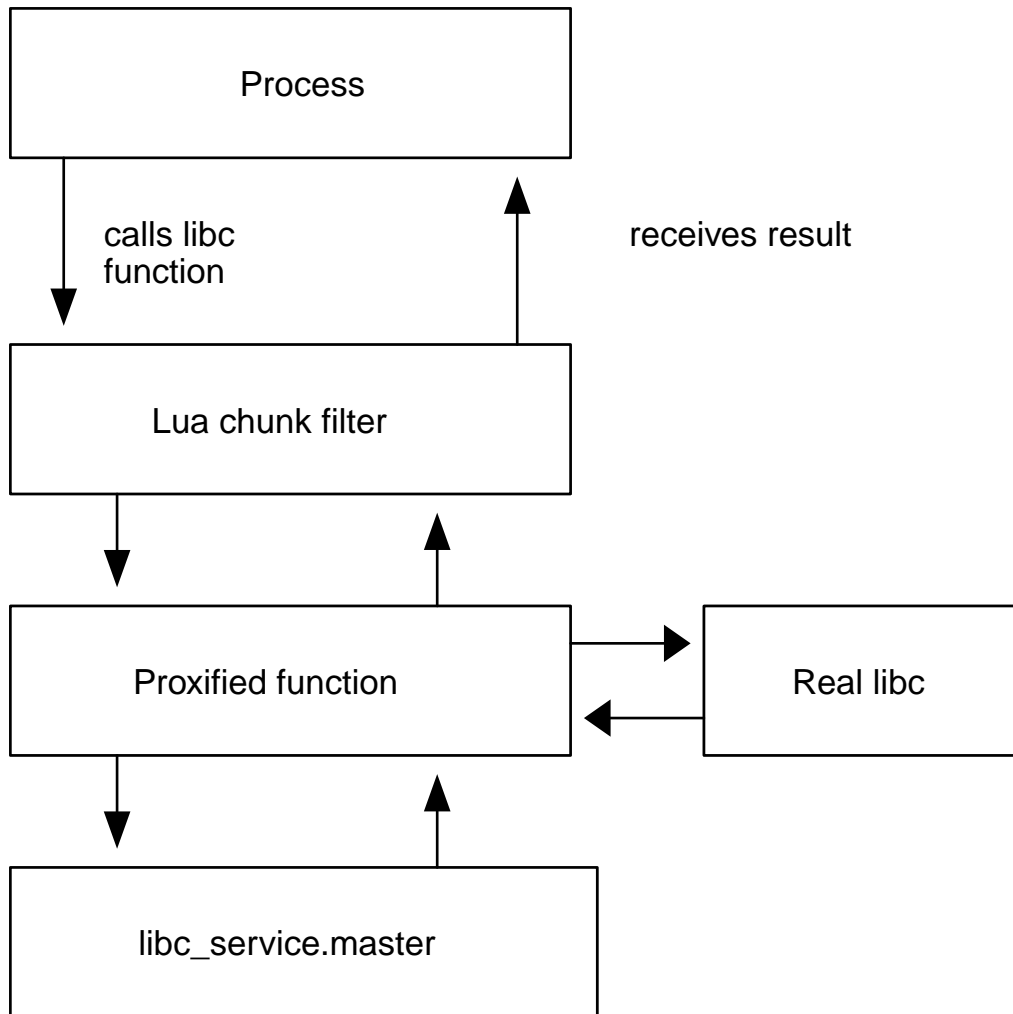 Process
calls libc
function
receives result
Lua chunk filter
Proxified function
Real libc
libc_service.master